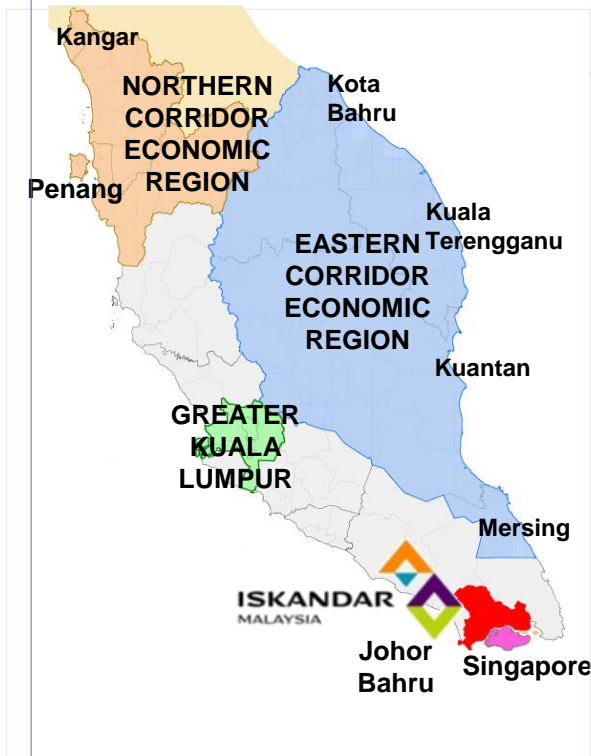 Kangar
NORTHERN
CORRIDOR
ECONOMIC
REGION
Kota
Bahru
Penang
Kuala
Terengganu
EASTERN
CORRIDOR
ECONOMIC
REGION
Kuantan
GREATER
KUALA
LUMPUR
Mersing
ISKANDAR
MALAYSIA
Johor
Bahru
Singapore